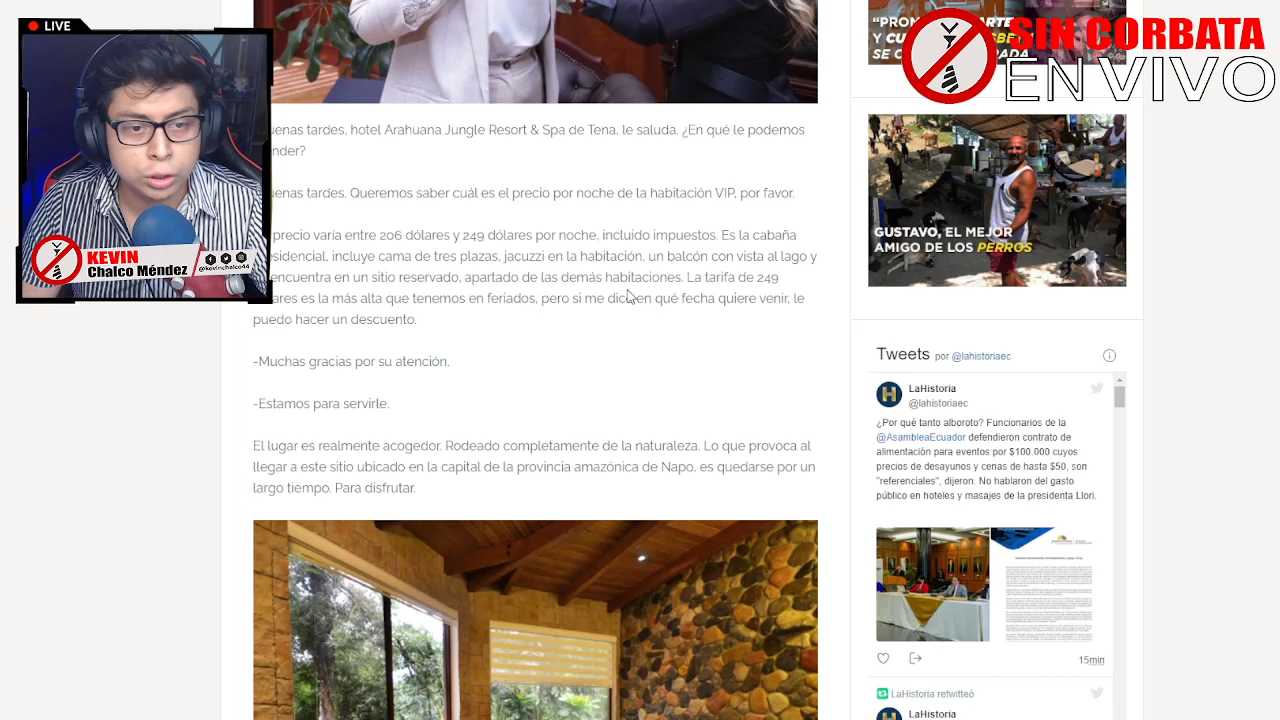 LIVE
SIN CORBATA
EN VIVO
KEVIN
Chalco Méndez
@kevinchalco44
uenas tardes, hotel Arahuana Jungle Resort & Spa de Tena, le saluda. ¿En qué le podemos
nder?
uenas tardes. Queremos saber cuál es el precio por noche de la habitación VIP, por favor.
precio varía entre 206 dólares y 249 dólares por noche, incluido impuestos. Es la cabaña
esidencial. Incluye cama de tres plazas, jacuzzi en la habitación, un balcón con vista al lago y
encuentra en un sitio reservado, apartado de las demás habitaciones. La tarifa de 249
ares es la más alta que tenemos en feriados, pero si me dicen en qué fecha quiere venir, le
puedo hacer un descuento.
-Muchas gracias por su atención.
-Estamos para servirle.
El lugar es realmente acogedor. Rodeado completamente de la naturaleza. Lo que provoca al
llegar a este sitio ubicado en la capital de la provincia amazónica de Napo, es quedarse por un
largo tiempo. Para disfrutar.
GUSTAVO, EL MEJOR
AMIGO DE LOS PERROS
Tweets por @lahistoriaec
LaHistoria
@lahistoriaec
¿Por qué tanto alboroto? Funcionarios de la
@AsambleaEcuador defendieron contrato de
alimentación para eventos por $100.000 cuyos
precios de desayunos y cenas de hasta $50, son
"referenciales", dijeron. No hablaron del gasto
público en hoteles y masajes de la presidenta Llori.
15min
LaHistoria retwitteó
LaHistoria